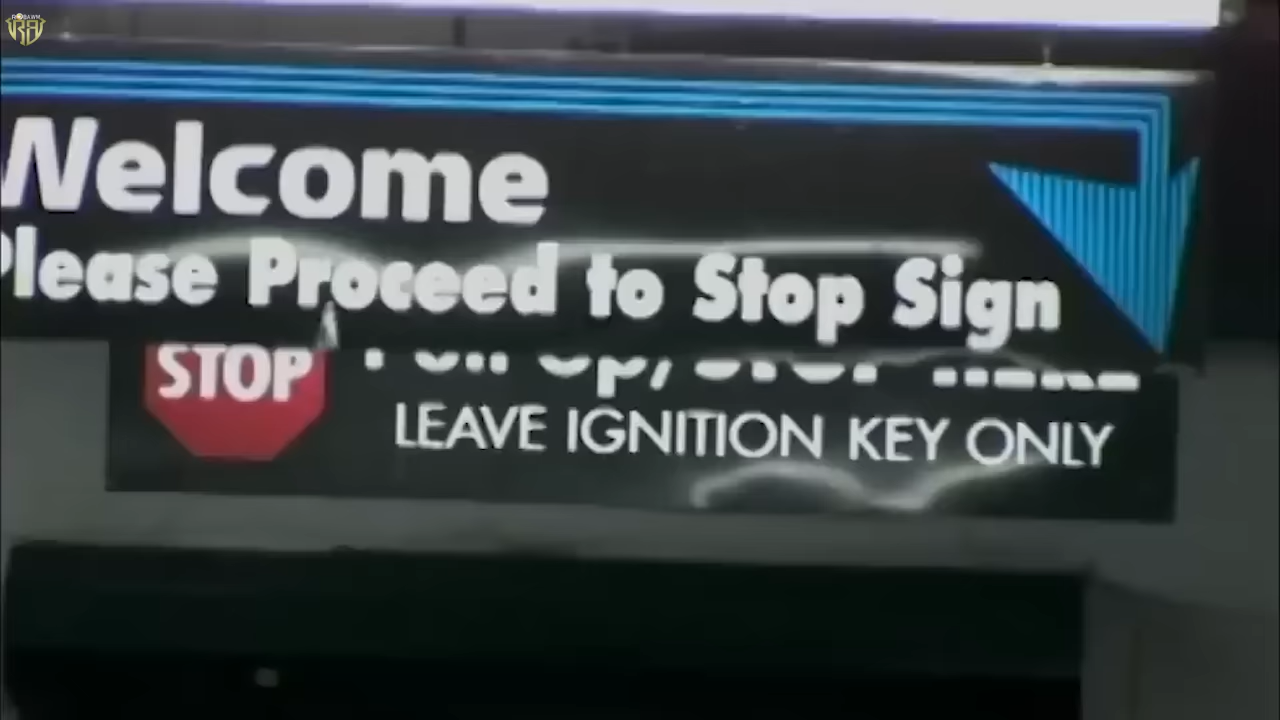 Welcome
Please Proceed to Stop Sign
STOP
LEAVE IGNITION KEY ONLY